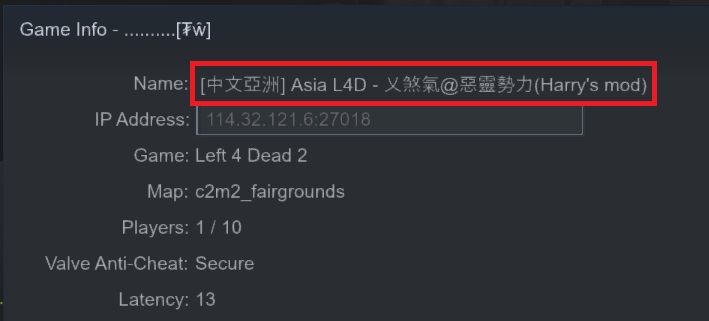 Game Info - ..........[₮ŵ]
Name: [中文亞洲] Asia L4D - 乂煞氣@惡靈勢力(Harry's mod)
IP Address: 114.32.121.6:27018
Game: Left 4 Dead 2
Map: c2m2_fairgrounds
Players: 1 / 10
Valve Anti-Cheat: Secure
Latency: 13